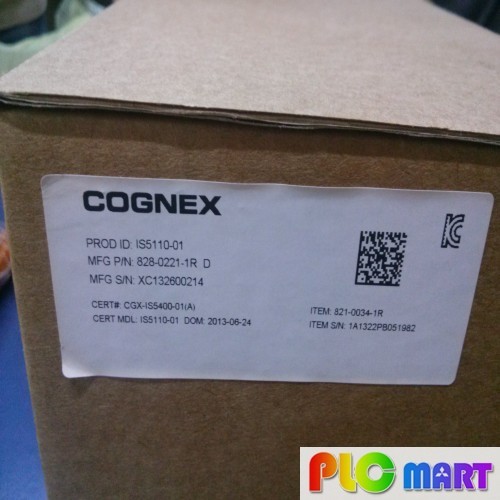 COGNEX
PROD ID: IS5110-01
MFG P/N: 828-0221-1R D
MFG S/N: XC132600214
CERT#: CGX-IS5400-01(A)
CERT MDL: IS5110-01 DOM: 2013-06-24
ITEM: 821-0034-1R
ITEM S/N: 1A1322PB051982
PLC MART